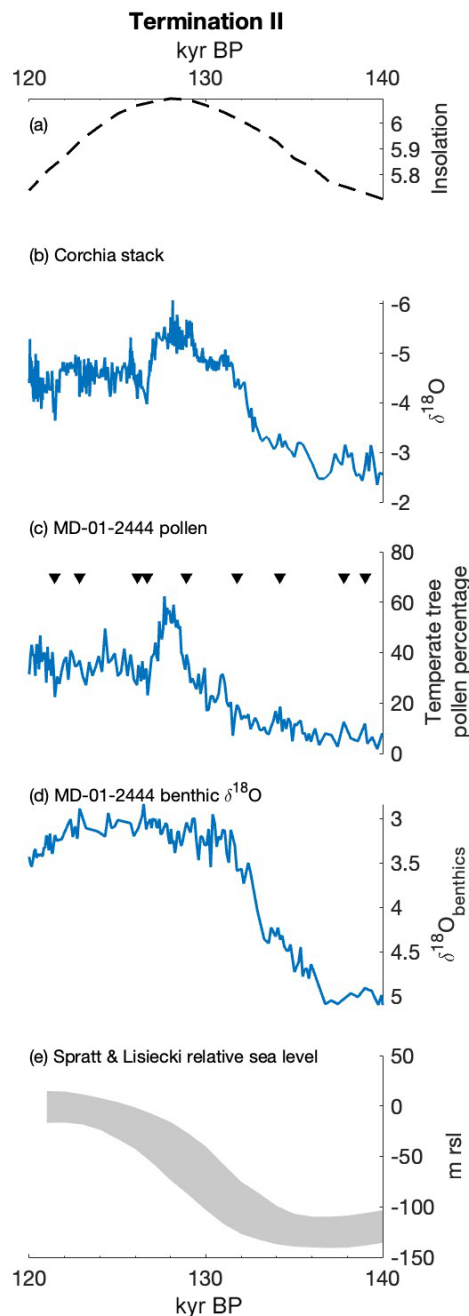 Termination II
kyr BP
120 130 140
(a)
6
5.9
5.8
Insolation
(b) Corchia stack
-6
-5
-4
-3
-2
δ18O
(c) MD-01-2444 pollen
80
60
40
20
0
Temperate tree
pollen percentage
(d) MD-01-2444 benthic δ18O
3
3.5
4
4.5
5
δ18Obenthics
(e) Spratt & Lisiecki relative sea level
50
0
-50
-100
-150
m rsl
120 130 140
kyr BP